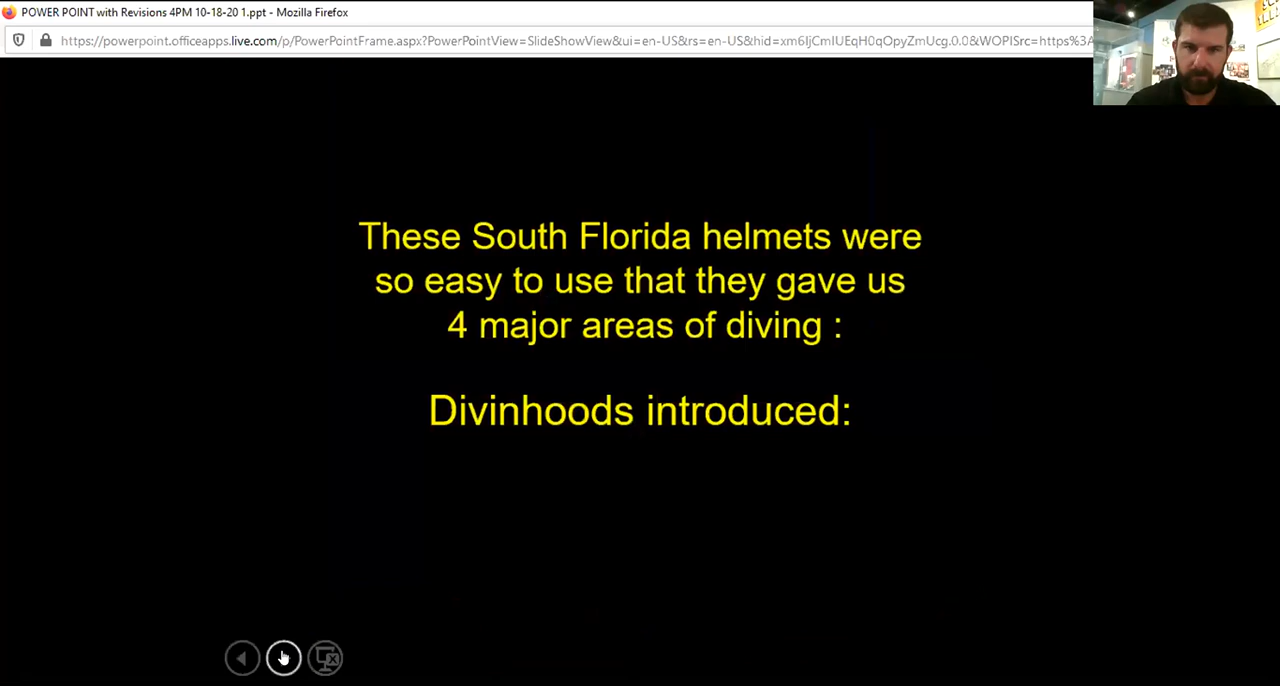 POWER POINT with Revisions 4PM 10-18-20 1.ppt - Mozilla Firefox
https://powerpoint.officeapps.live.com/p/PowerPointFrame.aspx?PowerPointView=SlideShowView&ui=en-US&rs=en-US&hid=xm6IjCmIUEqH0qOpyZmUcg.0.0&WOPISrc=https%3A
These South Florida helmets were
so easy to use that they gave us
4 major areas of diving :
Divinhoods introduced: